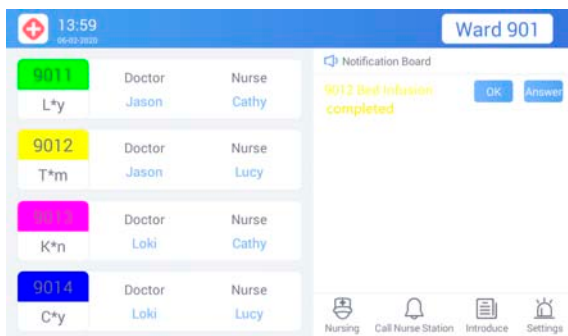 13:59
06-03-2020
Ward 901
9011
Doctor
Nurse
L*y
Jason
Cathy
9012
Doctor
Nurse
T*m
Jason
Lucy
9013
Doctor
Nurse
K*n
Loki
Cathy
9014
Doctor
Nurse
C*y
Loki
Lucy
Notification Board
9012 Bed Infusion
completed
OK
Answer
Nursing
Call Nurse Station
Introduce
Settings